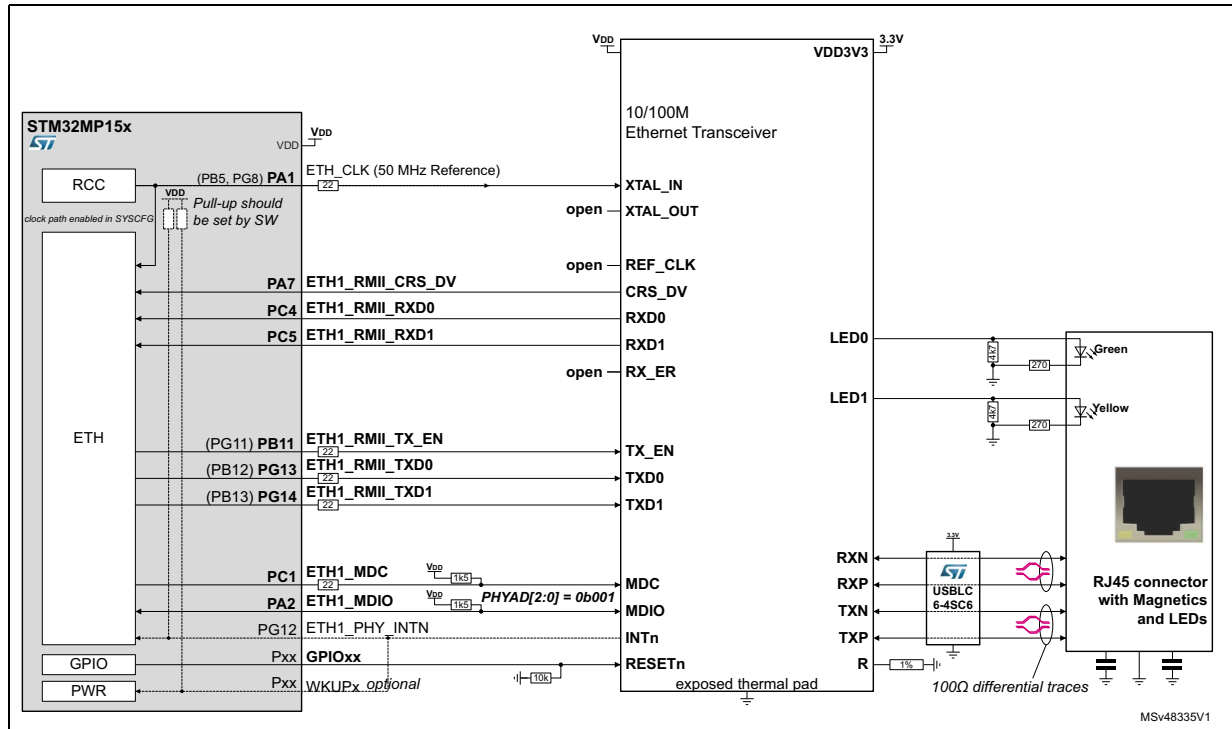 VDD
3.3V
VDD3V3
10/100M
Ethernet Transceiver
STM32MP15x
VDD
VDD
RCC
(PB5, PG8) PA1
ETH_CLK (50 MHz Reference)
22
XTAL_IN
VDD
Pull-up should
be set by SW
clock path enabled in SYSCFG
open
XTAL_OUT
open
REF_CLK
PA7
ETH1_RMII_CRS_DV
CRS_DV
PC4
ETH1_RMII_RXD0
RXD0
PC5
ETH1_RMII_RXD1
RXD1
open
RX_ER
LED0
4k7
270
Green
LED1
4k7
270
Yellow
ETH
(PG11) PB11
ETH1_RMII_TX_EN
22
TX_EN
(PB12) PG13
ETH1_RMII_TXD0
22
TXD0
(PB13) PG14
ETH1_RMII_TXD1
22
TXD1
PC1
ETH1_MDC
22
VDD
1k5
MDC
PHYAD[2:0] = 0b001
PA2
ETH1_MDIO
VDD
1k5
MDIO
PG12
ETH1_PHY_INTN
INTn
GPIO
Pxx
GPIOxx
10k
RESETn
PWR
Pxx
WKUPx
optional
exposed thermal pad
RXN
RXP
TXN
TXP
R
1%
3.3V
ST
USBLC
6-4SC6
100Ω differential traces
RJ45 connector
with Magnetics
and LEDs
MSv48335V1